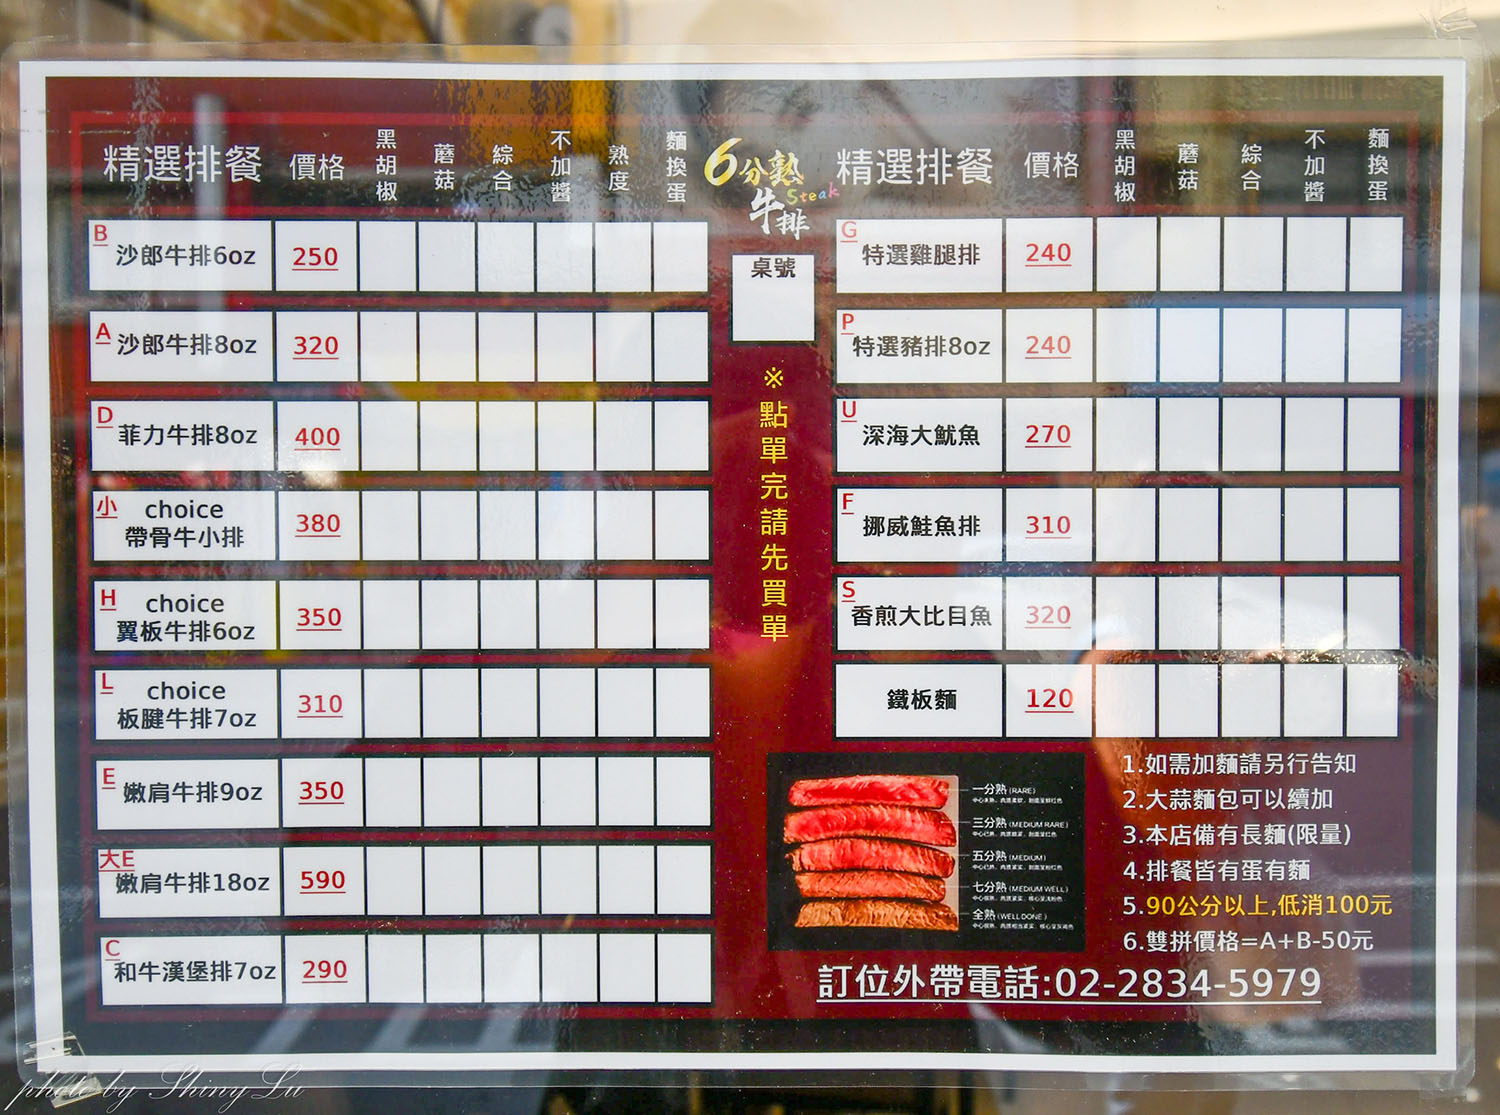 精選排餐 價格 黑胡椒 蘑菇 綜合 不加醬 熟度 麵換蛋
B 沙郎牛排6oz 250
A 沙郎牛排8oz 320
D 菲力牛排8oz 400
小 choice
帶骨牛小排 380
H choice
翼板牛排6oz 350
L choice
板腱牛排7oz 310
E 嫩肩牛排9oz 350
大E 嫩肩牛排18oz 590
C 和牛漢堡排7oz 290
6分熟
Steak
牛排
桌號
※點單完請先買單
精選排餐 價格 黑胡椒 蘑菇 綜合 不加醬 麵換蛋
G 特選雞腿排 240
P 特選豬排8oz 240
U 深海大魷魚 270
F 挪威鮭魚排 310
S 香煎大比目魚 320
鐵板麵 120
一分熟 (RARE)
三分熟 (MEDIUM RARE)
五分熟 (MEDIUM)
七分熟 (MEDIUM WELL)
全熟 (WELL DONE)
1.如需加麵請另行告知
2.大蒜麵包可以續加
3.本店備有長麵(限量)
4.排餐皆有蛋有麵
5.90公分以上,低消100元
6.雙拼價格=A+B-50元
訂位外帶電話:02-2834-5979
photo by Shiny Lu